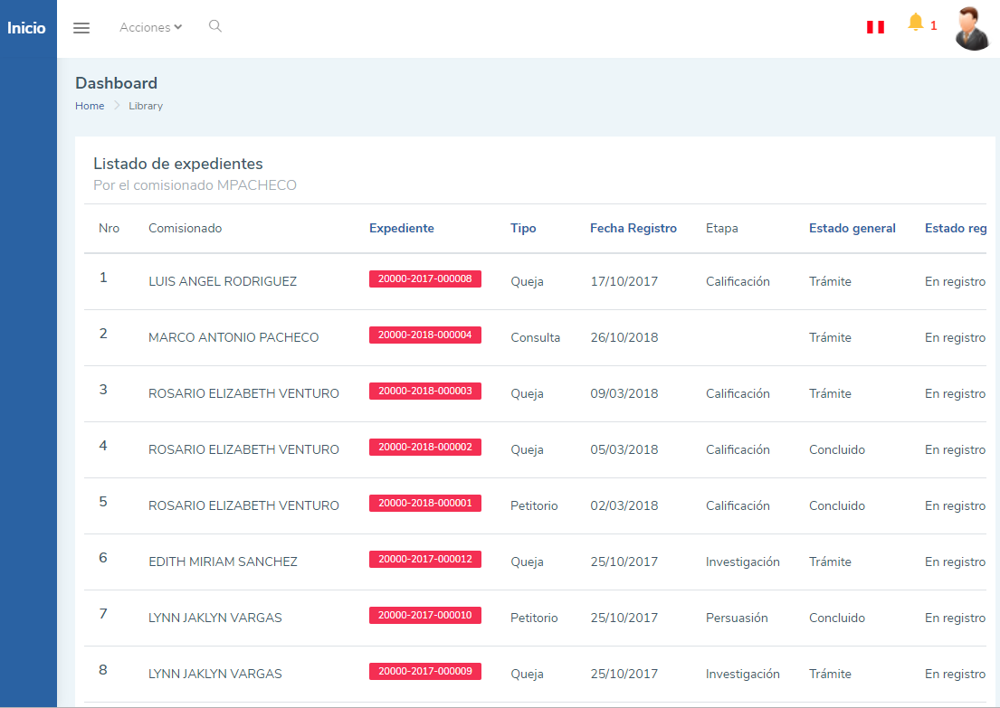 Inicio
Acciones
1
Dashboard
Home Library
Listado de expedientes
Por el comisionado MPACHECO
Nro Comisionado Expediente Tipo Fecha Registro Etapa Estado general Estado reg
1 LUIS ANGEL RODRIGUEZ 20000-2017-000008 Queja 17/10/2017 Calificación Trámite En registro
2 MARCO ANTONIO PACHECO 20000-2018-000004 Consulta 26/10/2018 Trámite En registro
3 ROSARIO ELIZABETH VENTURO 20000-2018-000003 Queja 09/03/2018 Calificación Trámite En registro
4 ROSARIO ELIZABETH VENTURO 20000-2018-000002 Queja 05/03/2018 Calificación Concluido En registro
5 ROSARIO ELIZABETH VENTURO 20000-2018-000001 Petitorio 02/03/2018 Calificación Concluido En registro
6 EDITH MIRIAM SANCHEZ 20000-2017-000012 Queja 25/10/2017 Investigación Trámite En registro
7 LYNN JAKLYN VARGAS 20000-2017-000010 Petitorio 25/10/2017 Persuasión Concluido En registro
8 LYNN JAKLYN VARGAS 20000-2017-000009 Queja 25/10/2017 Investigación Trámite En registro